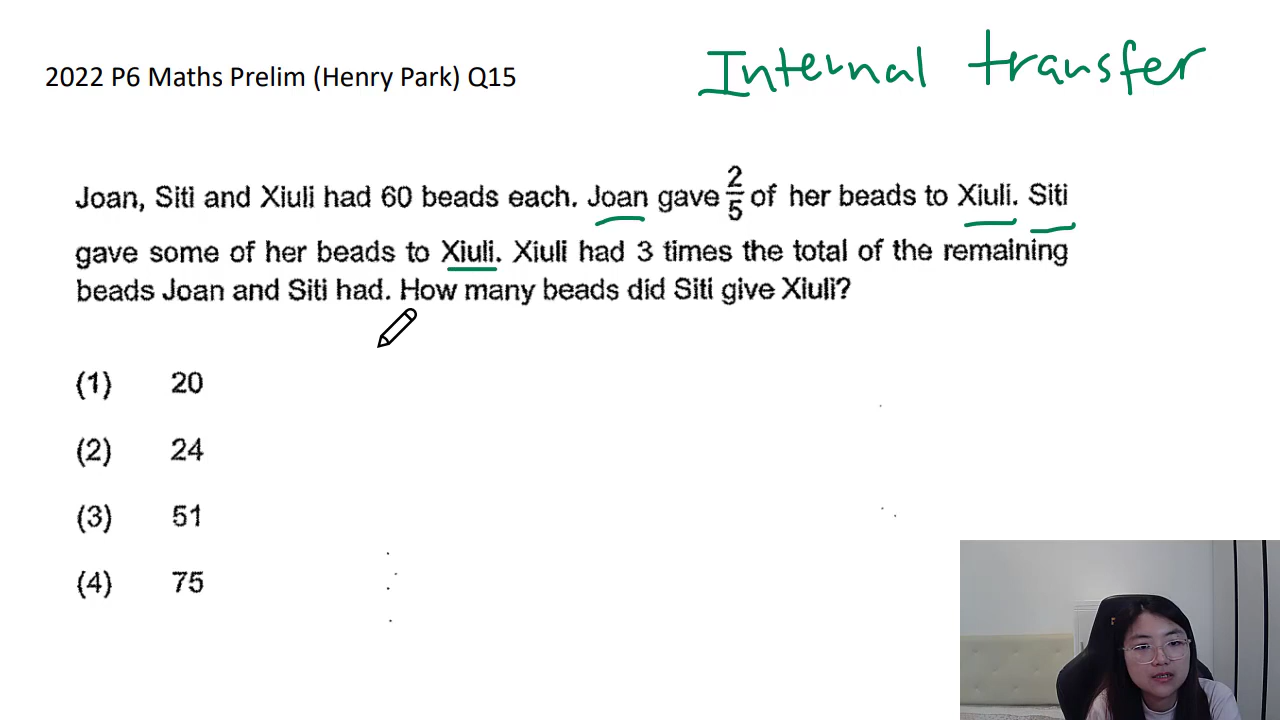 2022 P6 Maths Prelim (Henry Park) Q15
Internal transfer
Joan, Siti and Xiuli had 60 beads each. Joan gave 2/5 of her beads to Xiuli. Siti
gave some of her beads to Xiuli. Xiuli had 3 times the total of the remaining
beads Joan and Siti had. How many beads did Siti give Xiuli?
(1) 20
(2) 24
(3) 51
(4) 75